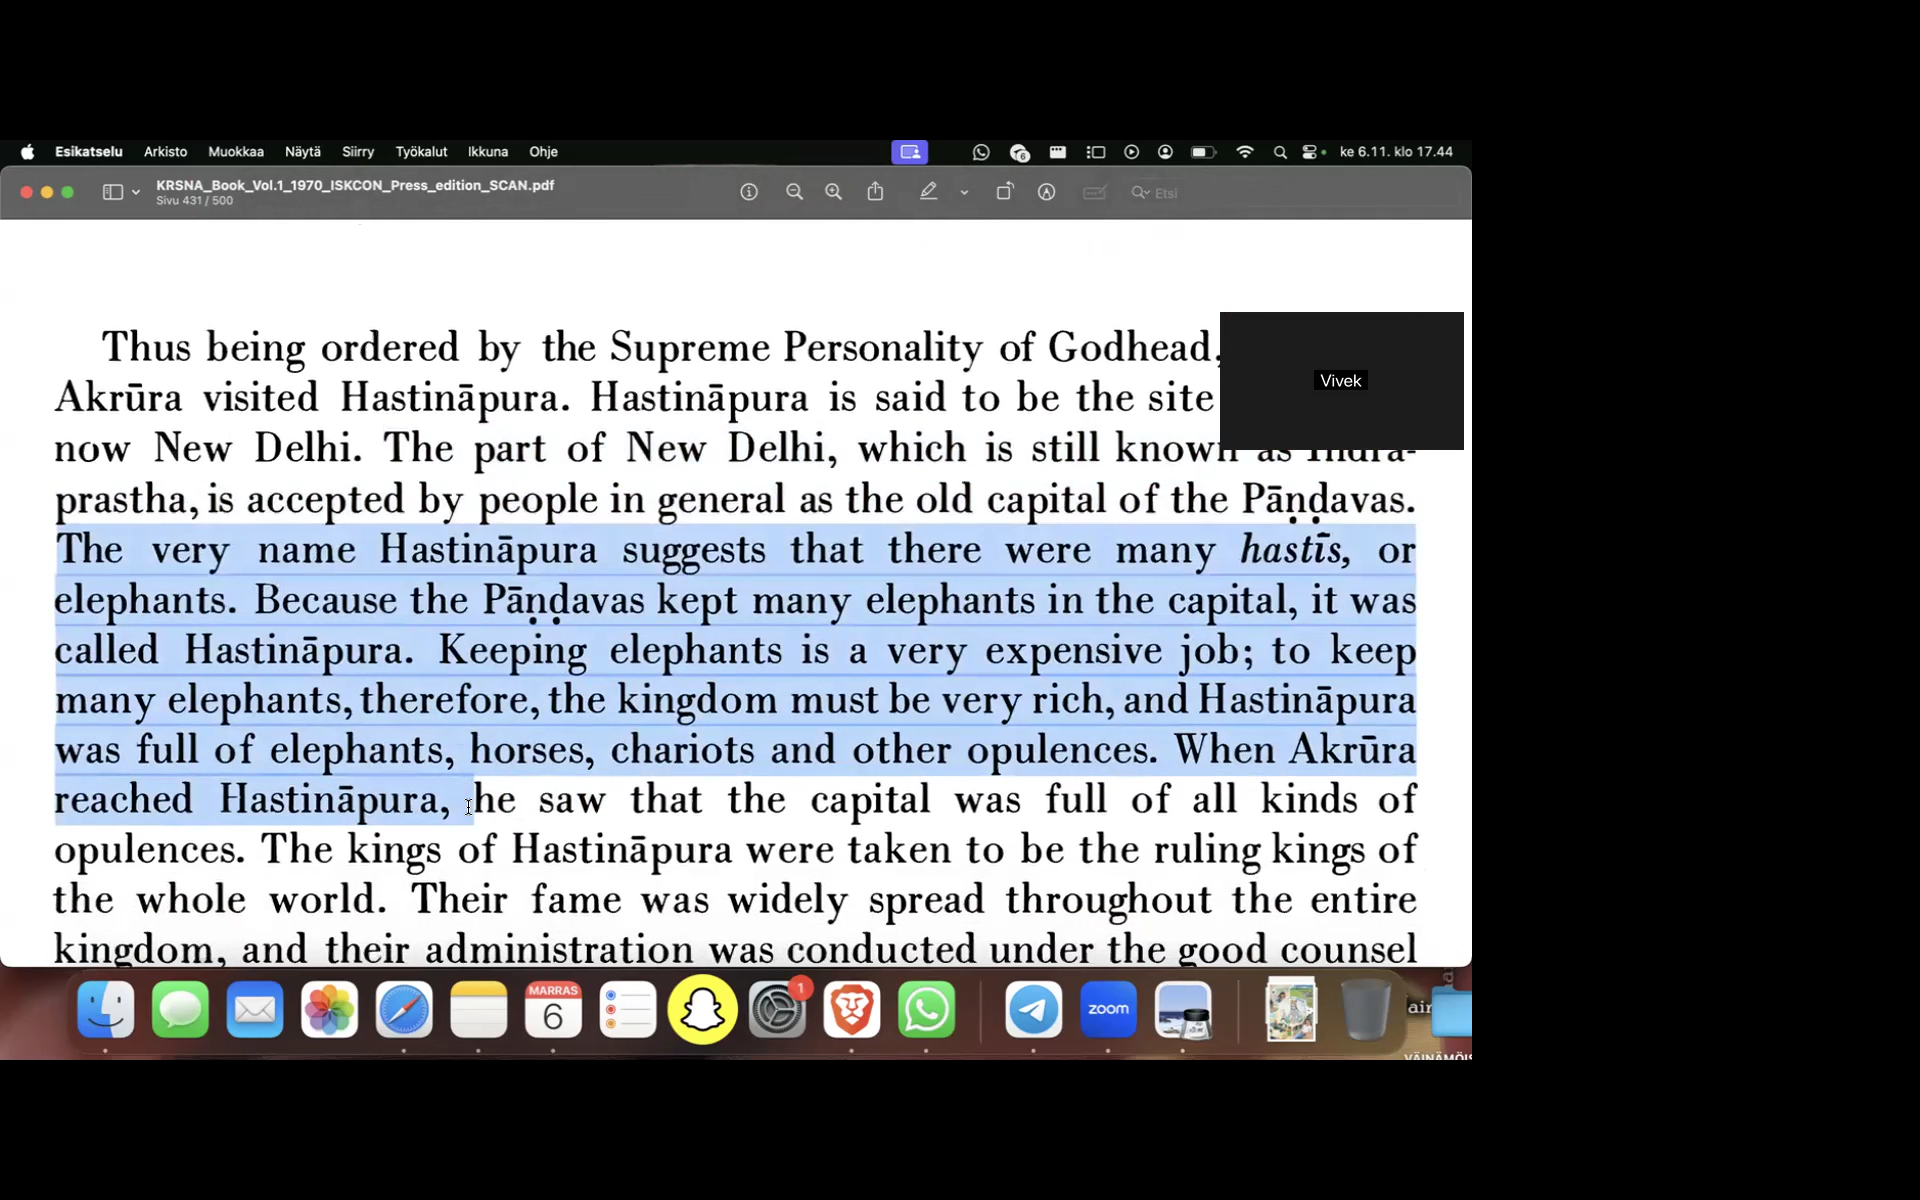 Esikatselu Arkisto Muokkaa Näytä Siirry Työkalut Ikkuna Ohje ke 6.11. klo 17.44
KRSNA_Book_Vol.1_1970_ISKCON_Press_edition_SCAN.pdf
Sivu 431 / 500
Etsi
Vivek
Thus being ordered by the Supreme Personality of Godhead,
Akrūra visited Hastināpura. Hastināpura is said to be the site
now New Delhi. The part of New Delhi, which is still known as Indra-
prastha, is accepted by people in general as the old capital of the Pāṇḍavas.
The very name Hastināpura suggests that there were many hastīs, or
elephants. Because the Pāṇḍavas kept many elephants in the capital, it was
called Hastināpura. Keeping elephants is a very expensive job; to keep
many elephants, therefore, the kingdom must be very rich, and Hastināpura
was full of elephants, horses, chariots and other opulences. When Akrūra
reached Hastināpura, he saw that the capital was full of all kinds of
opulences. The kings of Hastināpura were taken to be the ruling kings of
the whole world. Their fame was widely spread throughout the entire
kingdom, and their administration was conducted under the good counsel
MARRAS
6
1
zoom
air
VÄINÄMÖIS